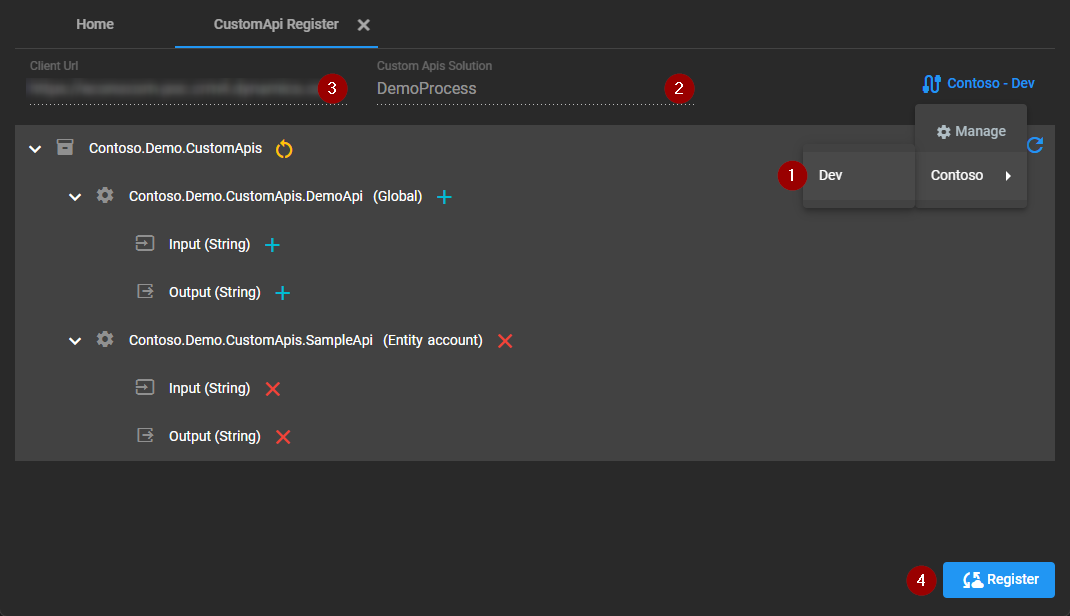 Home
CustomApi Register
Client Url
3
Custom Apis Solution
DemoProcess
2
Contoso - Dev
Manage
1
Dev
Contoso
Contoso.Demo.CustomApis
Contoso.Demo.CustomApis.DemoApi (Global)
Input (String)
Output (String)
Contoso.Demo.CustomApis.SampleApi (Entity account)
Input (String)
Output (String)
4
Register